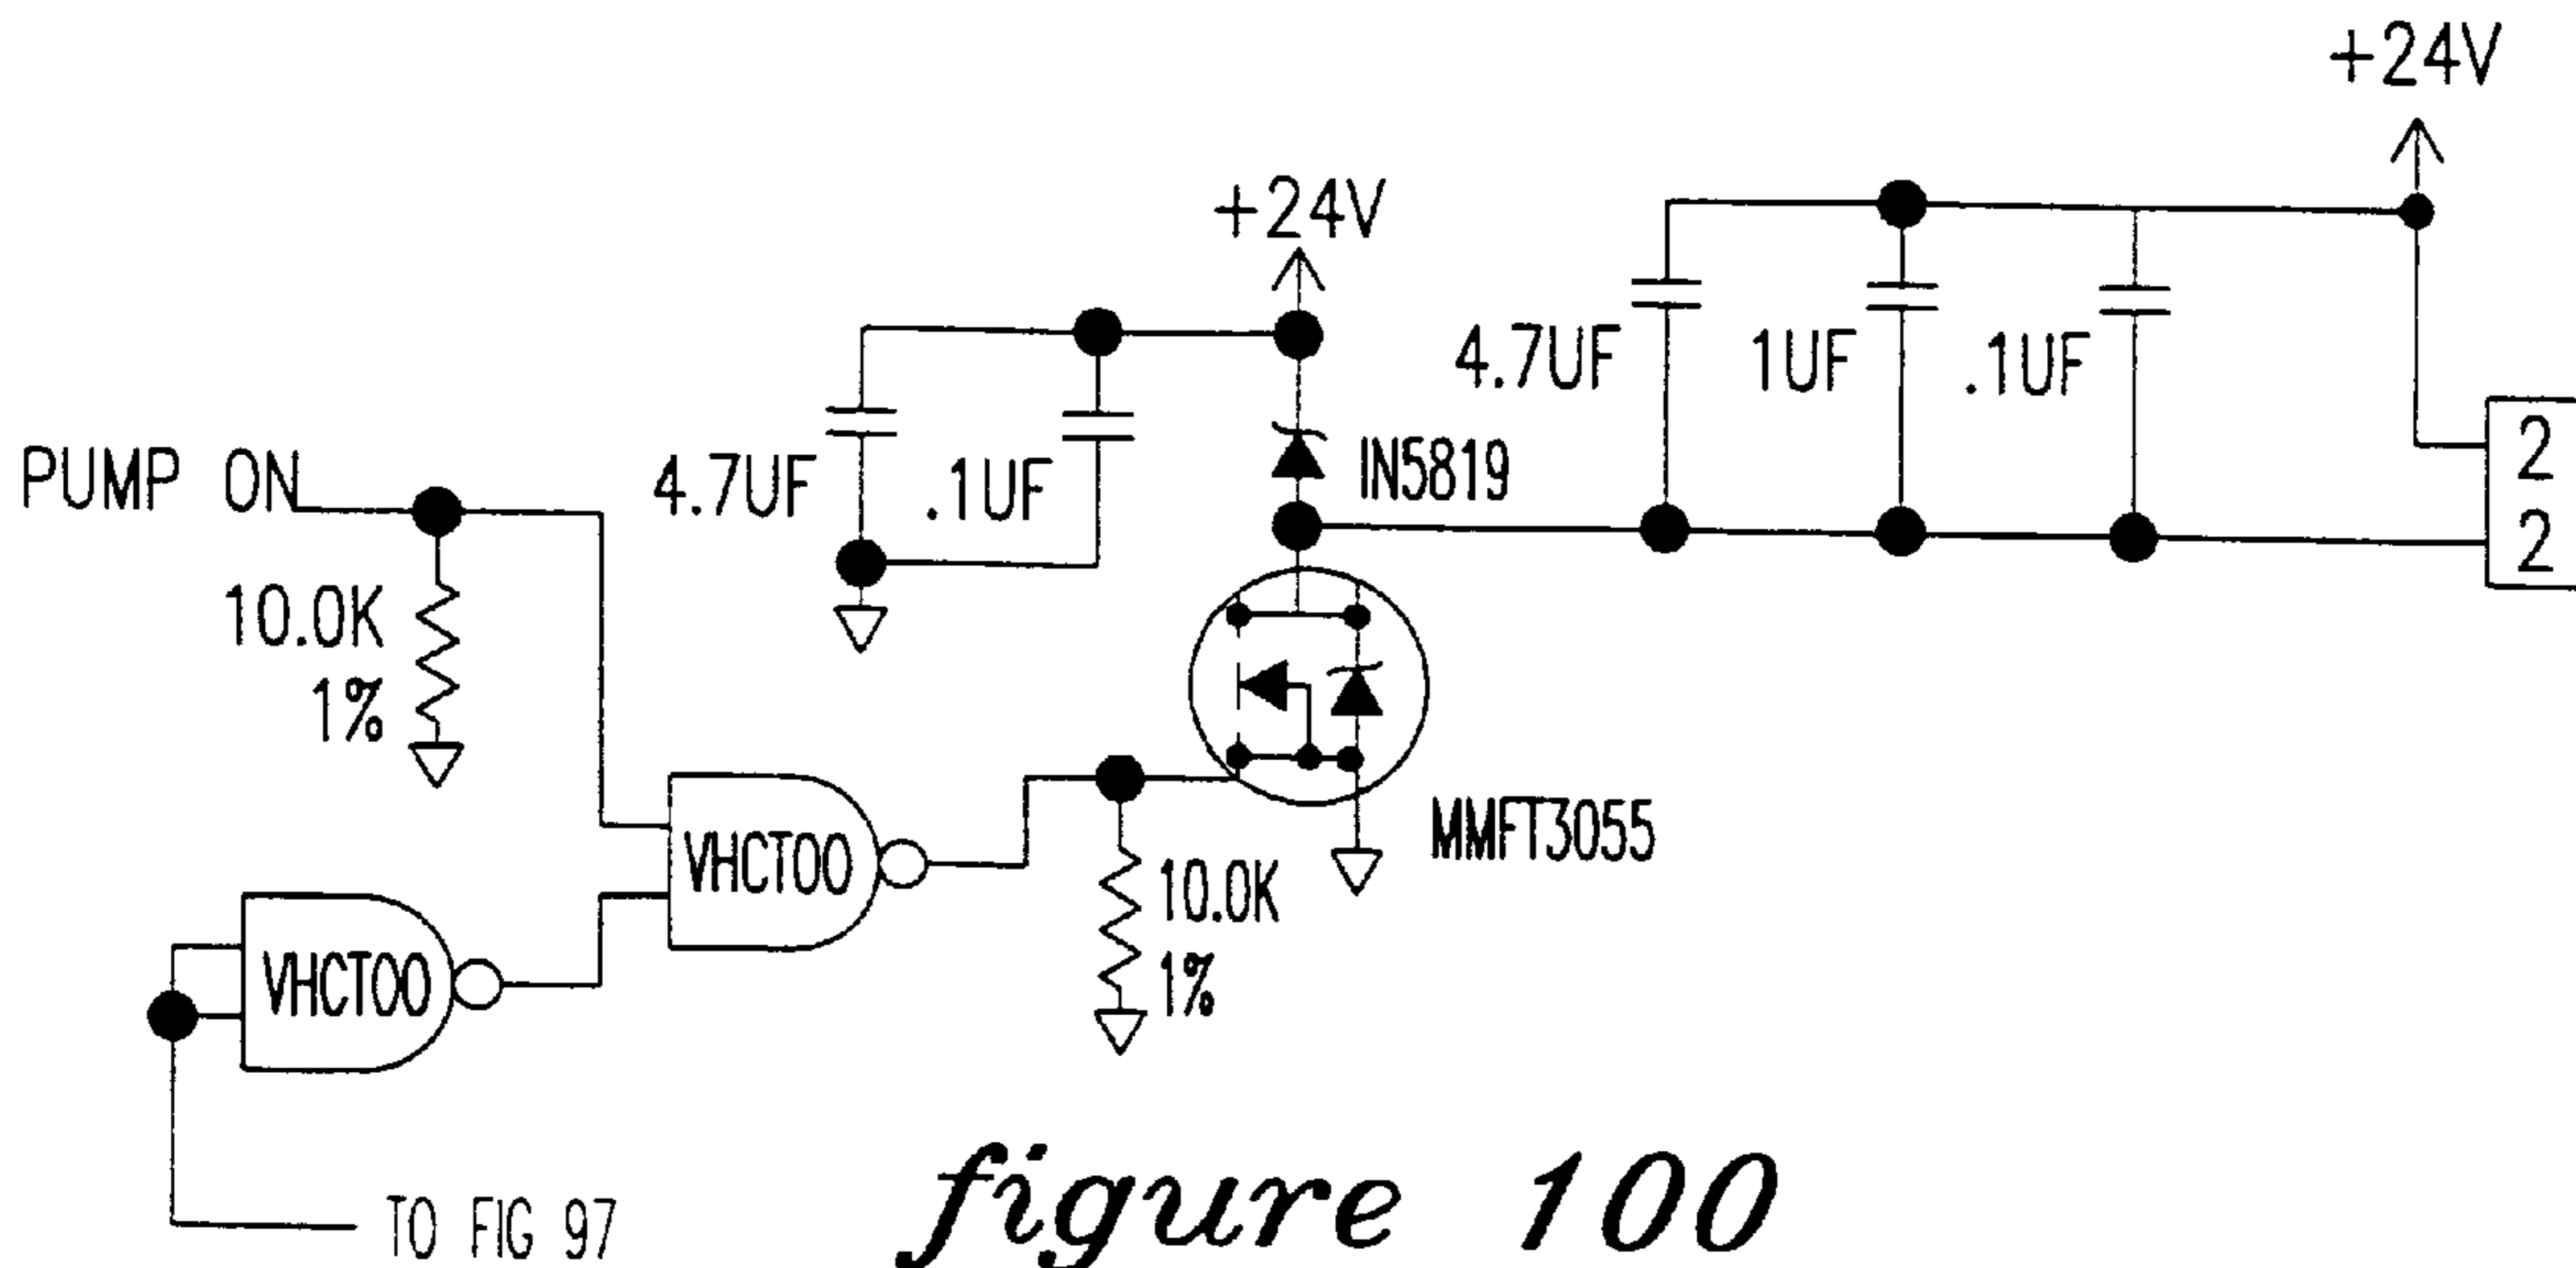 +24V
+24V
4.7UF
1UF
.1UF
PUMP ON
4.7UF
.1UF
IN5819
2
2
10.0K
1%
MMFT3055
VHCT00
10.0K
1%
VHCT00
TO FIG 97
figure 100